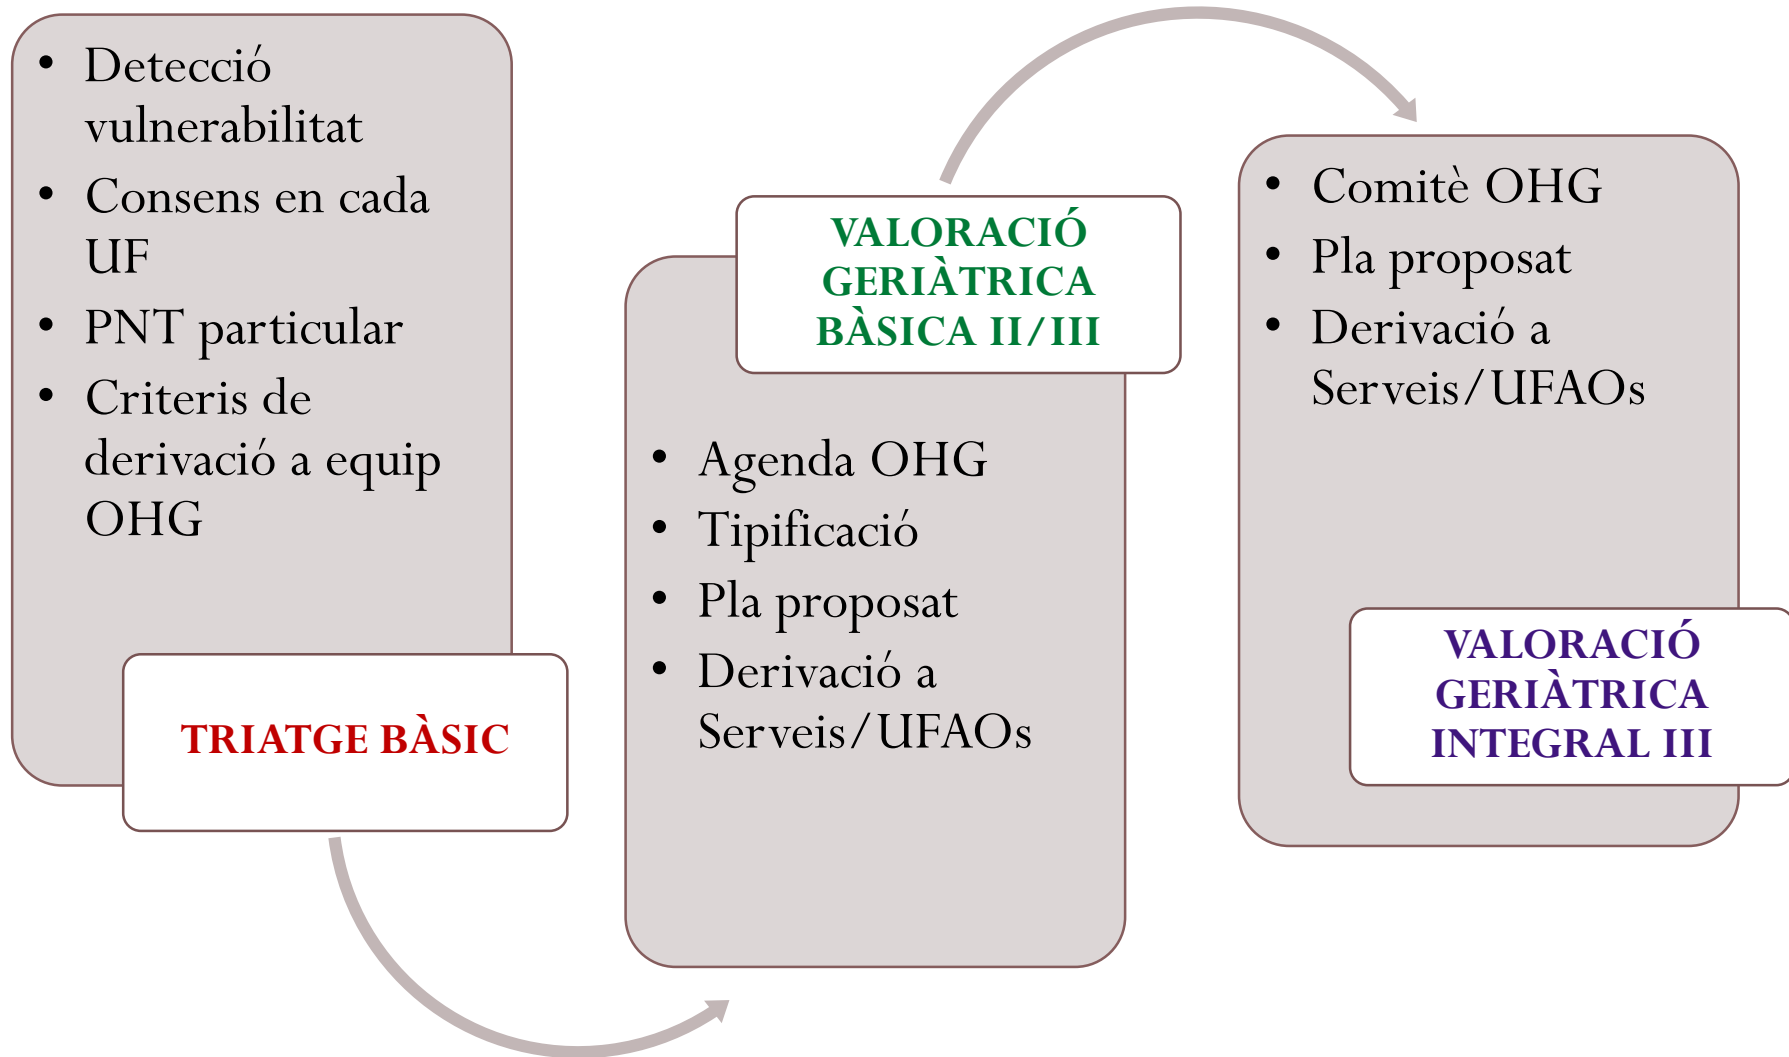 • Detecció
vulnerabilitat
• Consens en cada
UF
• PNT particular
• Criteris de
derivació a equip
OHG
TRIATGE BÀSIC
VALORACIÓ
GERIÀTRICA
BÀSICA II/III
• Agenda OHG
• Tipificació
• Pla proposat
• Derivació a
Serveis/UFAOs
• Comitè OHG
• Pla proposat
• Derivació a
Serveis/UFAOs
VALORACIÓ
GERIÀTRICA
INTEGRAL III